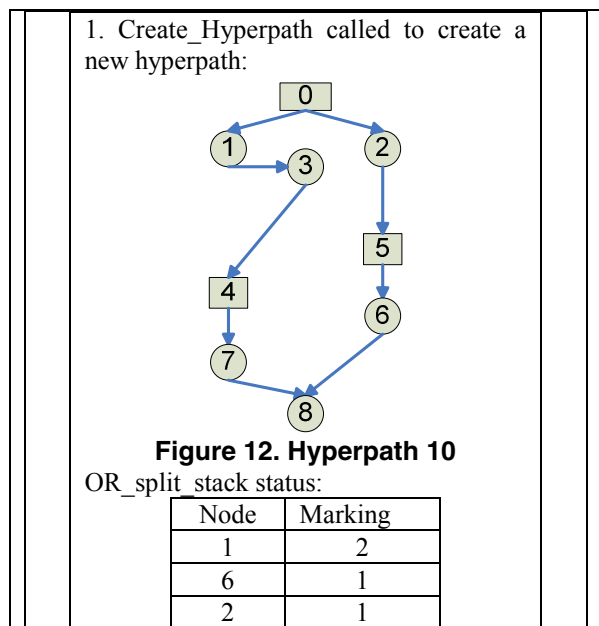 1. Create_Hyperpath called to create a
new hyperpath:
0
1
2
3
5
4
6
7
8
Figure 12. Hyperpath 10
OR_split_stack status:
Node Marking
1 2
6 1
2 1